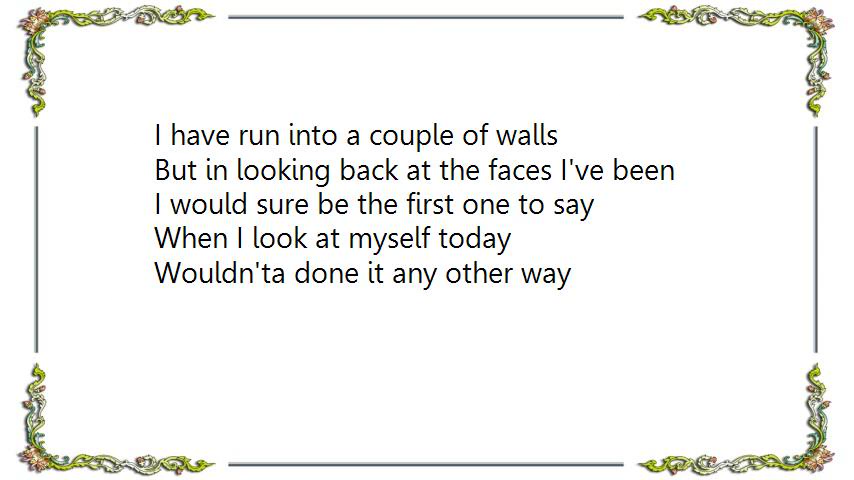 I have run into a couple of walls
But in looking back at the faces I've been
I would sure be the first one to say
When I look at myself today
Wouldn'ta done it any other way